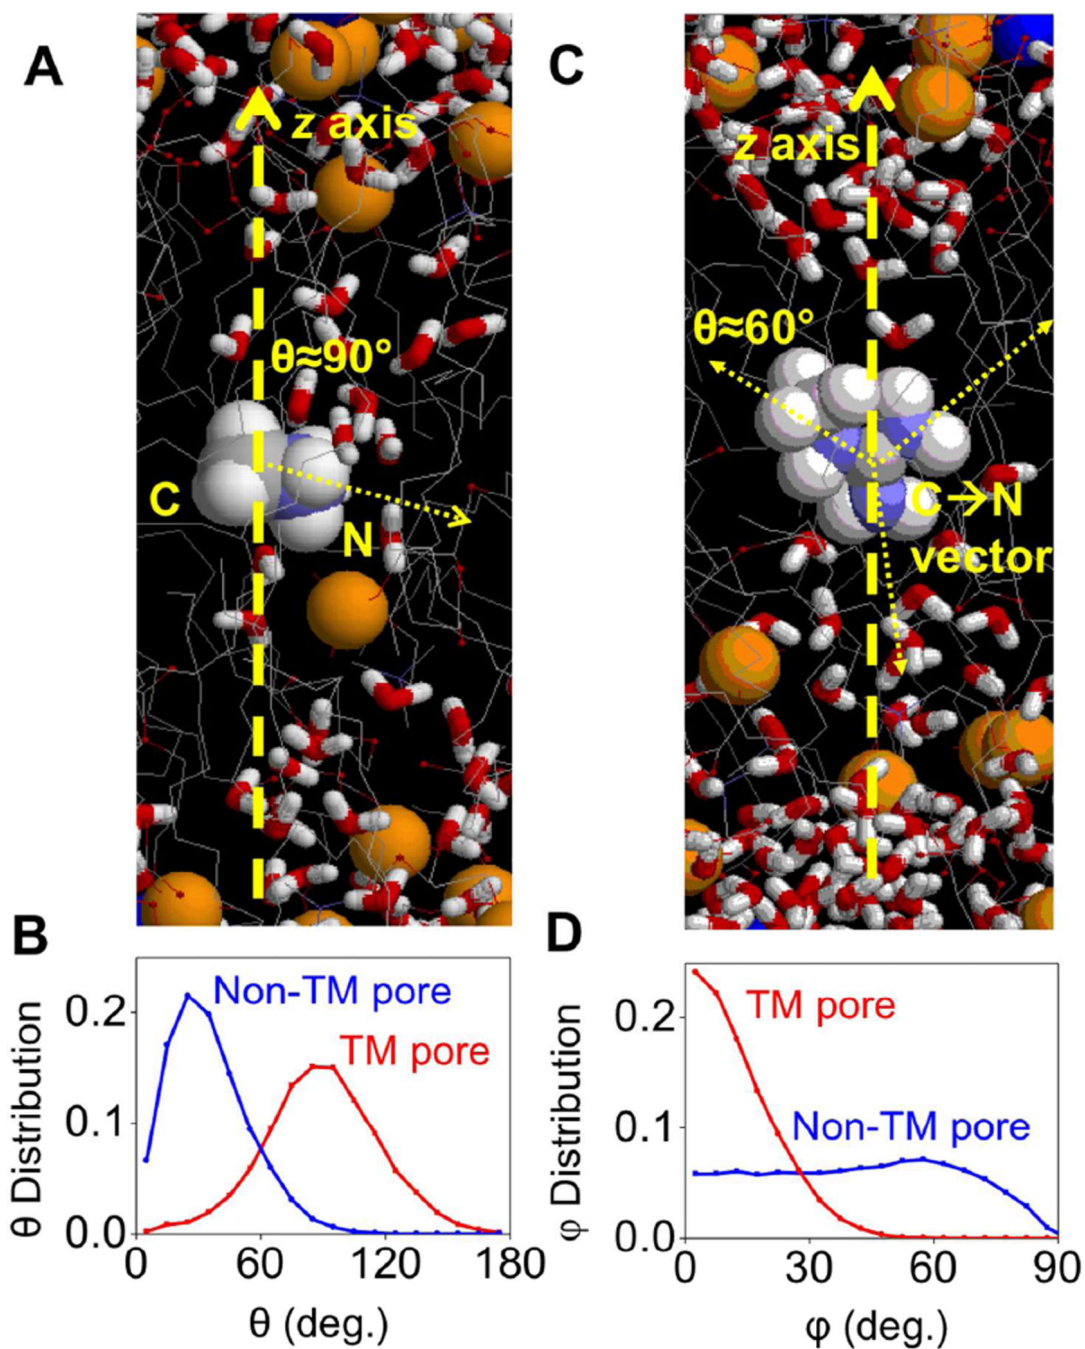 A
z axis
θ≈90°
C
N
C
z axis
θ≈60°
C→N
vector
B
Non-TM pore
TM pore
θ Distribution
0.2
0.1
0.0
0 60 120 180
θ (deg.)
D
TM pore
Non-TM pore
φ Distribution
0.2
0.1
0.0
0 30 60 90
φ (deg.)